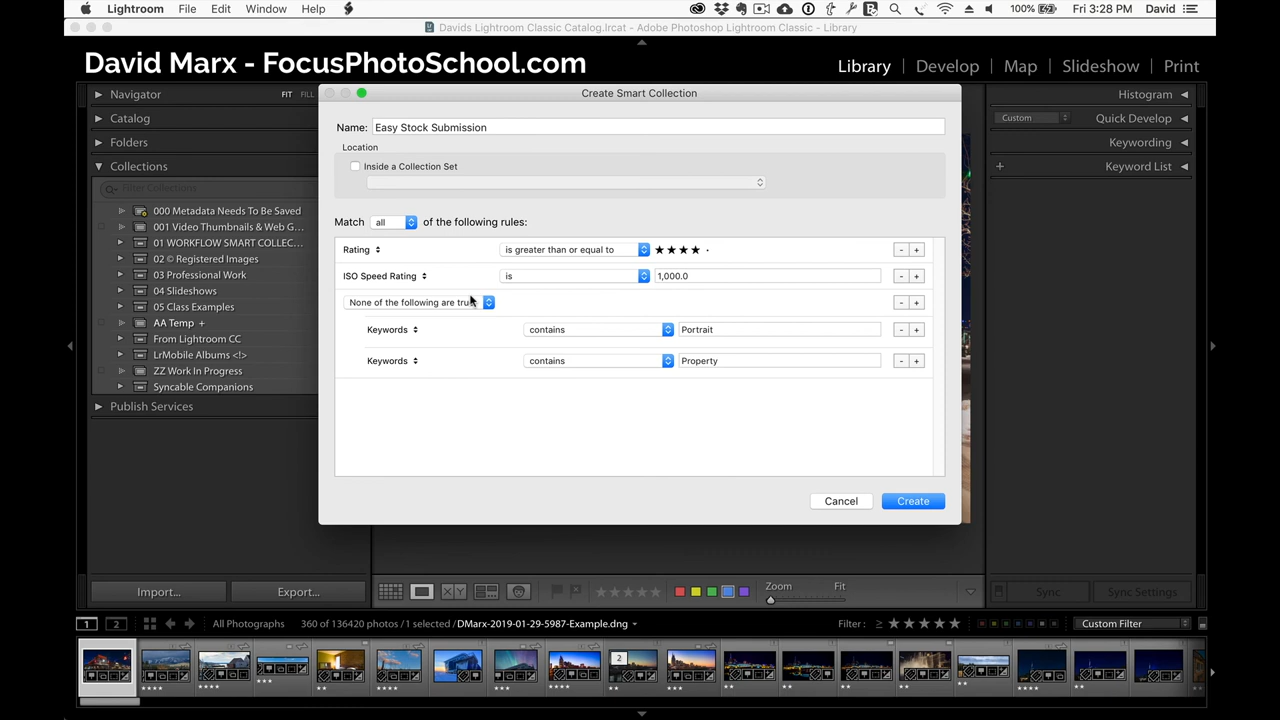 Lightroom File Edit Window Help 100% Fri 3:28 PM David
Davids Lightroom Classic Catalog.lrcat - Adobe Photoshop Lightroom Classic - Library
David Marx - FocusPhotoSchool.com
Library | Develop | Map | Slideshow | Print
Navigator FIT FILL
Catalog
Folders
Collections
Filter Collections
000 Metadata Needs To Be Saved
001 Video Thumbnails & Web G...
01 WORKFLOW SMART COLLEC...
02 © Registered Images
03 Professional Work
04 Slideshows
05 Class Examples
AA Temp +
From Lightroom CC
LrMobile Albums <!>
ZZ Work In Progress
Syncable Companions
Publish Services
Import... Export...
Create Smart Collection
Name: Easy Stock Submission
Location
Inside a Collection Set
Match all of the following rules:
Rating is greater than or equal to ★★★★ ·
ISO Speed Rating is 1,000.0
None of the following are true
Keywords contains Portrait
Keywords contains Property
Cancel Create
Histogram
Custom Quick Develop
Keywording
+ Keyword List
Zoom Fit
Sync Sync Settings
1 2 All Photographs 360 of 136420 photos / 1 selected / DMarx-2019-01-29-5987-Example.dng Filter : ≥ ★★★★★ Custom Filter
2